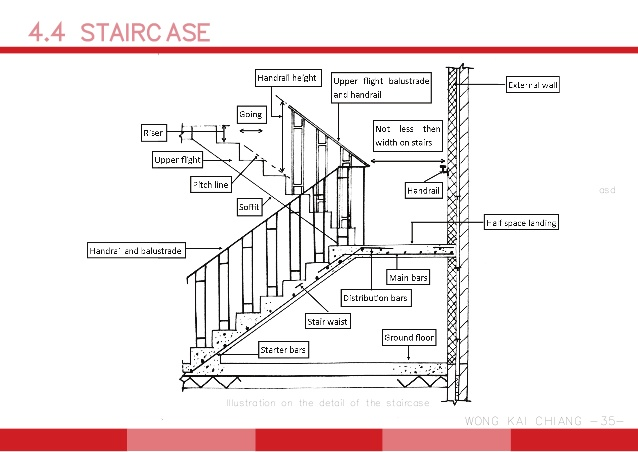 4.4 STAIRCASE
Handrail height
Upper flight balustrade
and handrail
External wall
Going
Riser
Not less then
width on stairs
Upper flight
Pitch line
Handrail
asd
Soffit
Half space landing
Handrail and balustrade
Main bars
Distribution bars
Stair waist
Ground floor
Starter bars
Illustration on the detail of the staircase
WONG KAI CHIANG -35-